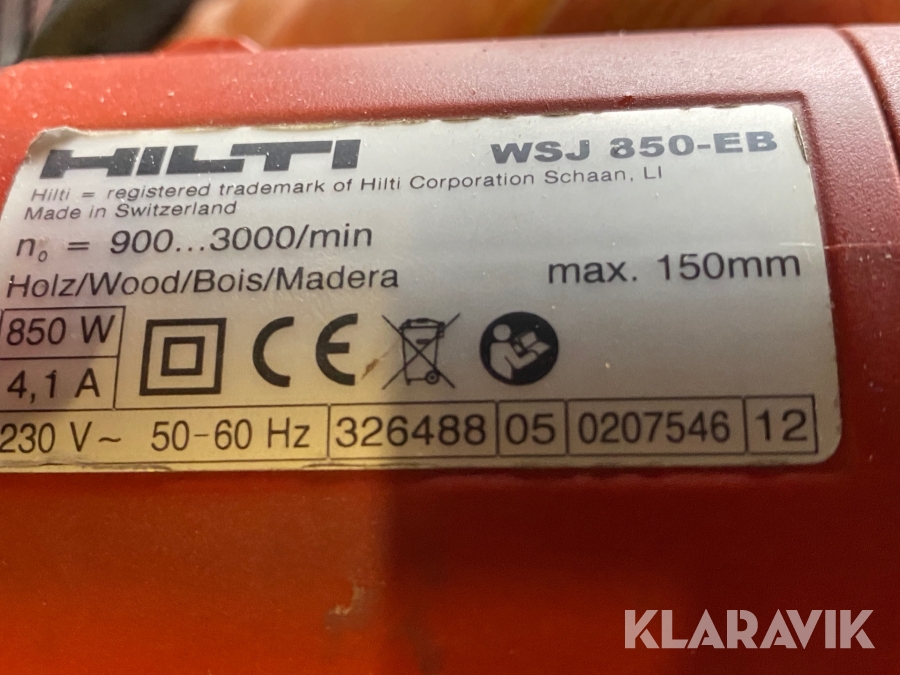 HILTI WSJ 850-EB
Hilti = registered trademark of Hilti Corporation Schaan, LI
Made in Switzerland
n₀ = 900...3000/min
Holz/Wood/Bois/Madera max. 150mm
850 W
4,1 A
CE
230 V~ 50-60 Hz 326488 05 0207546 12
KLARAVIK